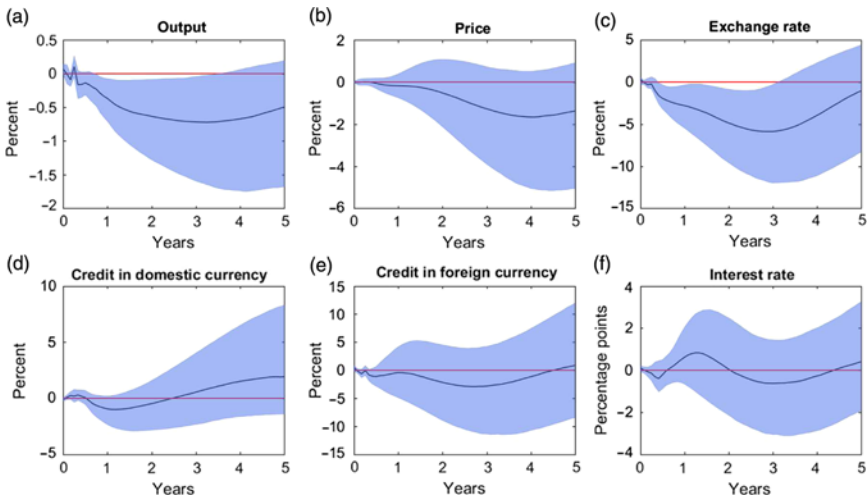 (a) Output
Percent
0.5
0
−0.5
−1
−1.5
−2
0 1 2 3 4 5
Years
(b) Price
Percent
2
0
−2
−4
−6
0 1 2 3 4 5
Years
(c) Exchange rate
Percent
5
0
−5
−10
−15
0 1 2 3 4 5
Years
(d) Credit in domestic currency
Percent
10
5
0
−5
0 1 2 3 4 5
Years
(e) Credit in foreign currency
Percent
15
10
5
0
−5
−10
−15
0 1 2 3 4 5
Years
(f) Interest rate
Percentage points
4
2
0
−2
−4
0 1 2 3 4 5
Years